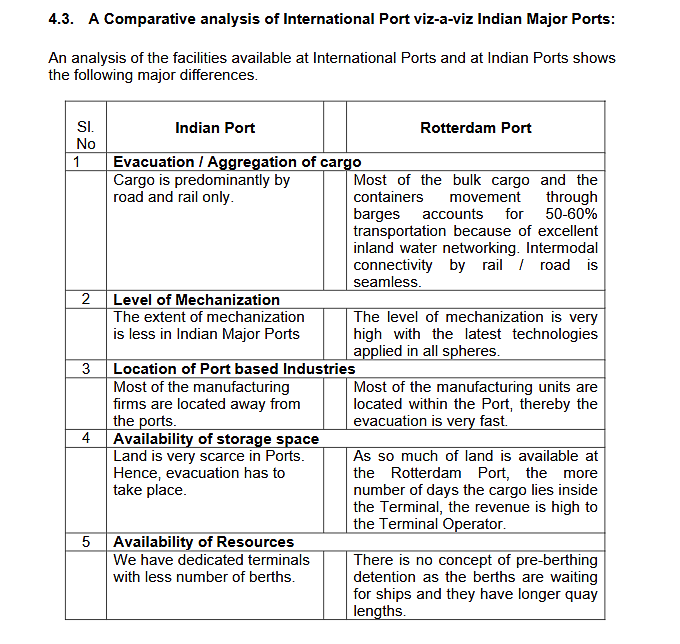 4.3. A Comparative analysis of International Port viz-a-viz Indian Major Ports:
An analysis of the facilities available at International Ports and at Indian Ports shows
the following major differences.
Sl.
No
Indian Port
Rotterdam Port
1 Evacuation / Aggregation of cargo
Cargo is predominantly by
road and rail only.
Most of the bulk cargo and the
containers movement through
barges accounts for 50-60%
transportation because of excellent
inland water networking. Intermodal
connectivity by rail / road is
seamless.
2 Level of Mechanization
The extent of mechanization
is less in Indian Major Ports
The level of mechanization is very
high with the latest technologies
applied in all spheres.
3 Location of Port based Industries
Most of the manufacturing
firms are located away from
the ports.
Most of the manufacturing units are
located within the Port, thereby the
evacuation is very fast.
4 Availability of storage space
Land is very scarce in Ports.
Hence, evacuation has to
take place.
As so much of land is available at
the Rotterdam Port, the more
number of days the cargo lies inside
the Terminal, the revenue is high to
the Terminal Operator.
5 Availability of Resources
We have dedicated terminals
with less number of berths.
There is no concept of pre-berthing
detention as the berths are waiting
for ships and they have longer quay
lengths.